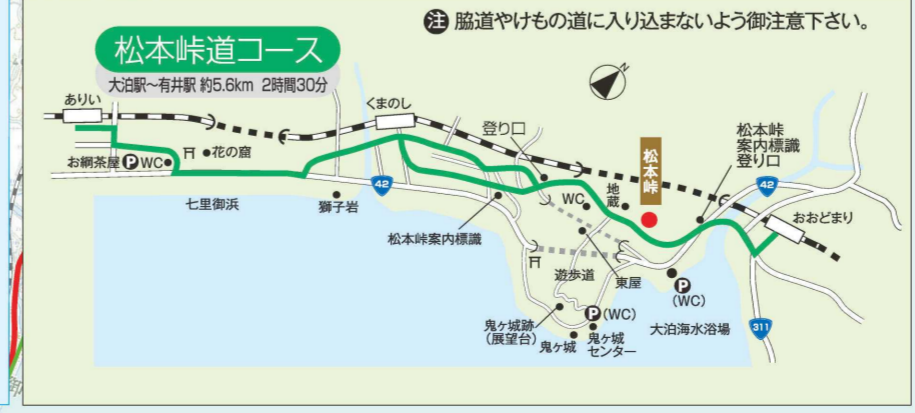 注 脇道やけもの道に入り込まないよう御注意下さい。
松本峠道コース
大泊駅～有井駅 約5.6km 2時間30分
N
ありい
くまのし
登り口
松本峠
案内標識
登り口
松本峠
お綱茶屋 P WC
花の窟
42
42
WC
地蔵
おおどまり
七里御浜
獅子岩
松本峠案内標識
遊歩道
東屋
P
(WC)
鬼ヶ城跡
(展望台)
P (WC)
鬼ヶ城
鬼ヶ城
センター
大泊海水浴場
311